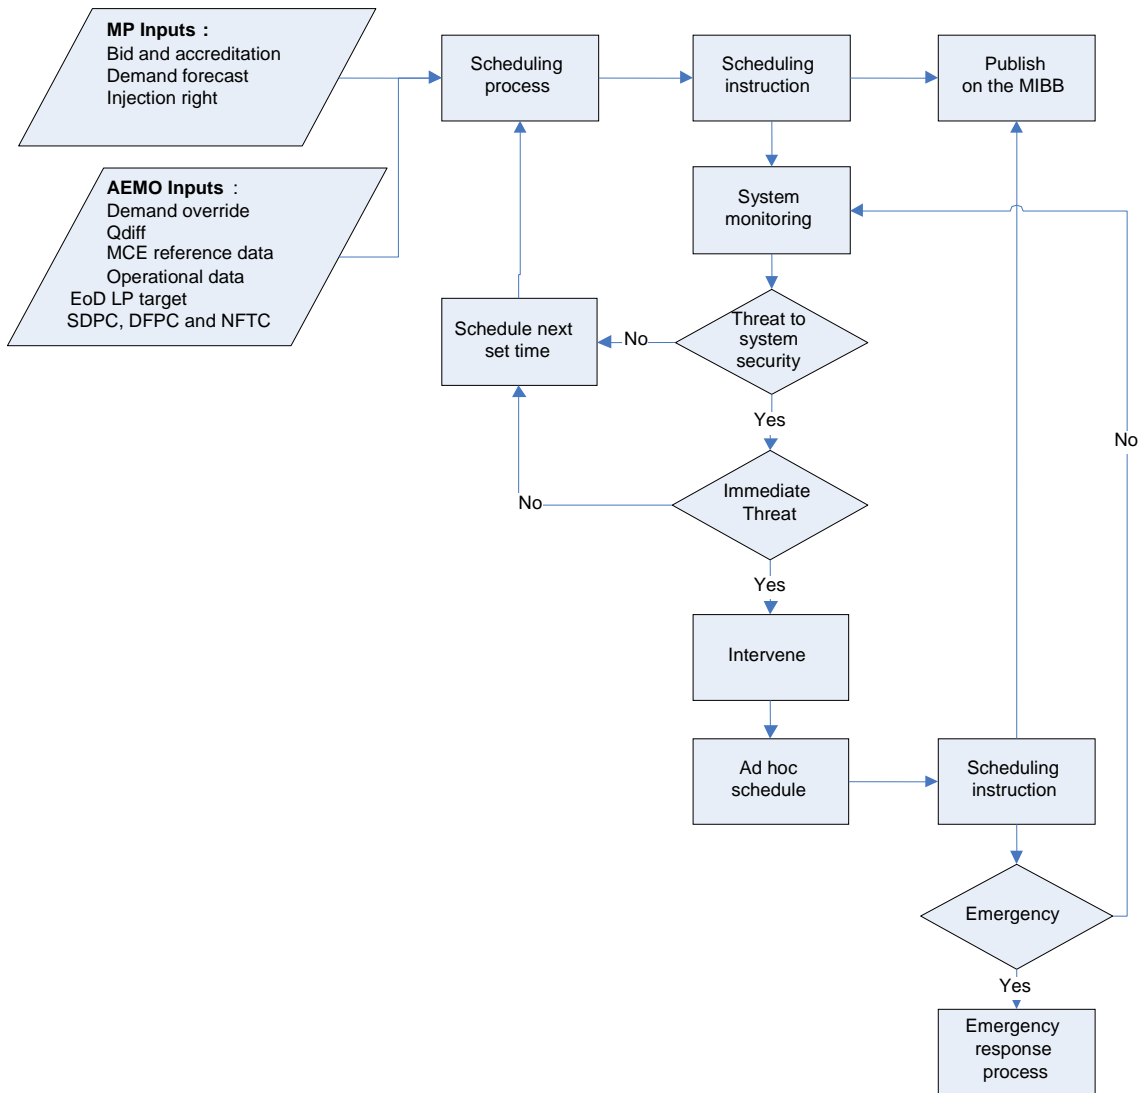 MP Inputs :
Bid and accreditation
Demand forecast
Injection right
Scheduling
process
Scheduling
instruction
Publish
on the MIBB
AEMO Inputs :
Demand override
Qdiff
MCE reference data
Operational data
EoD LP target
SDPC, DFPC and NFTC
System
monitoring
Schedule next
set time
No
Threat to
system
security
Yes
No
No
Immediate
Threat
Yes
Intervene
Ad hoc
schedule
Scheduling
instruction
Emergency
Yes
Emergency
response
process